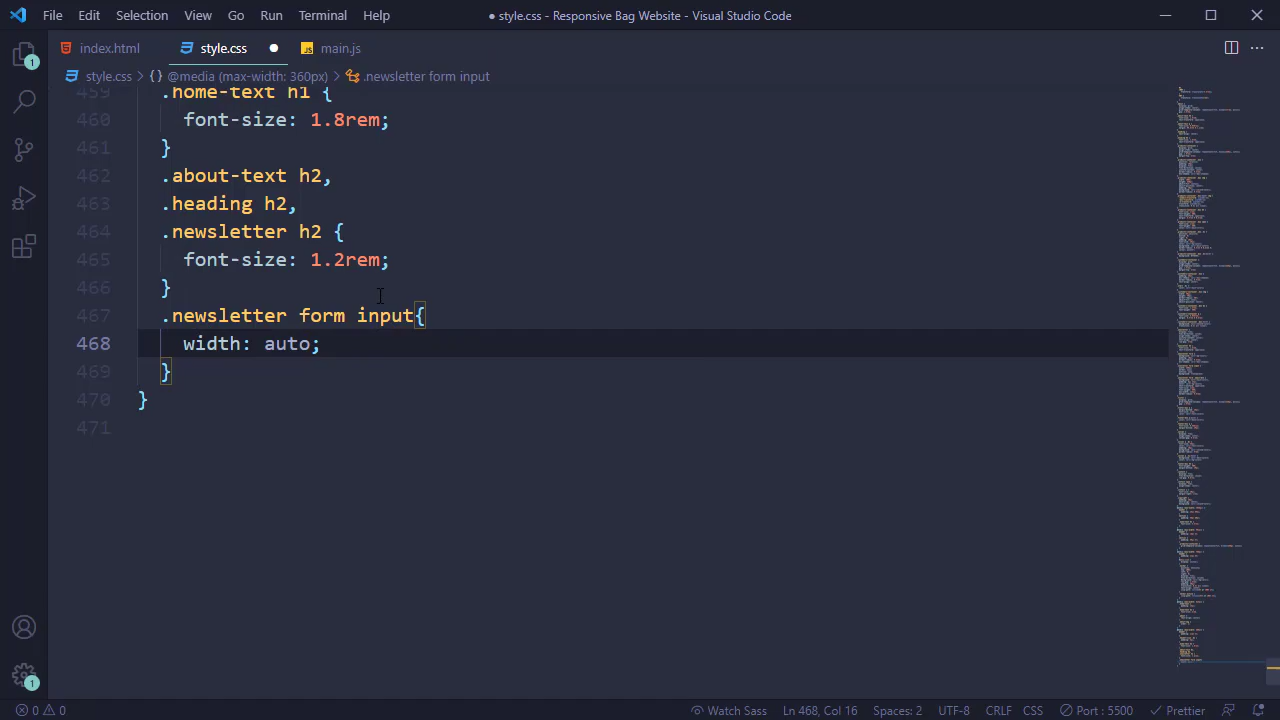 File Edit Selection View Go Run Terminal Help ● style.css - Responsive Bag Website - Visual Studio Code
index.html style.css ● JS main.js
style.css > {} @media (max-width: 360px) > .newsletter form input
459 .home-text h1 {
460 font-size: 1.8rem;
461 }
462 .about-text h2,
463 .heading h2,
464 .newsletter h2 {
465 font-size: 1.2rem;
466 }
467 .newsletter form input{
468 width: auto;
469 }
470 }
471
1
1
0 0 Watch Sass Ln 468, Col 16 Spaces: 2 UTF-8 CRLF CSS Port : 5500 Prettier